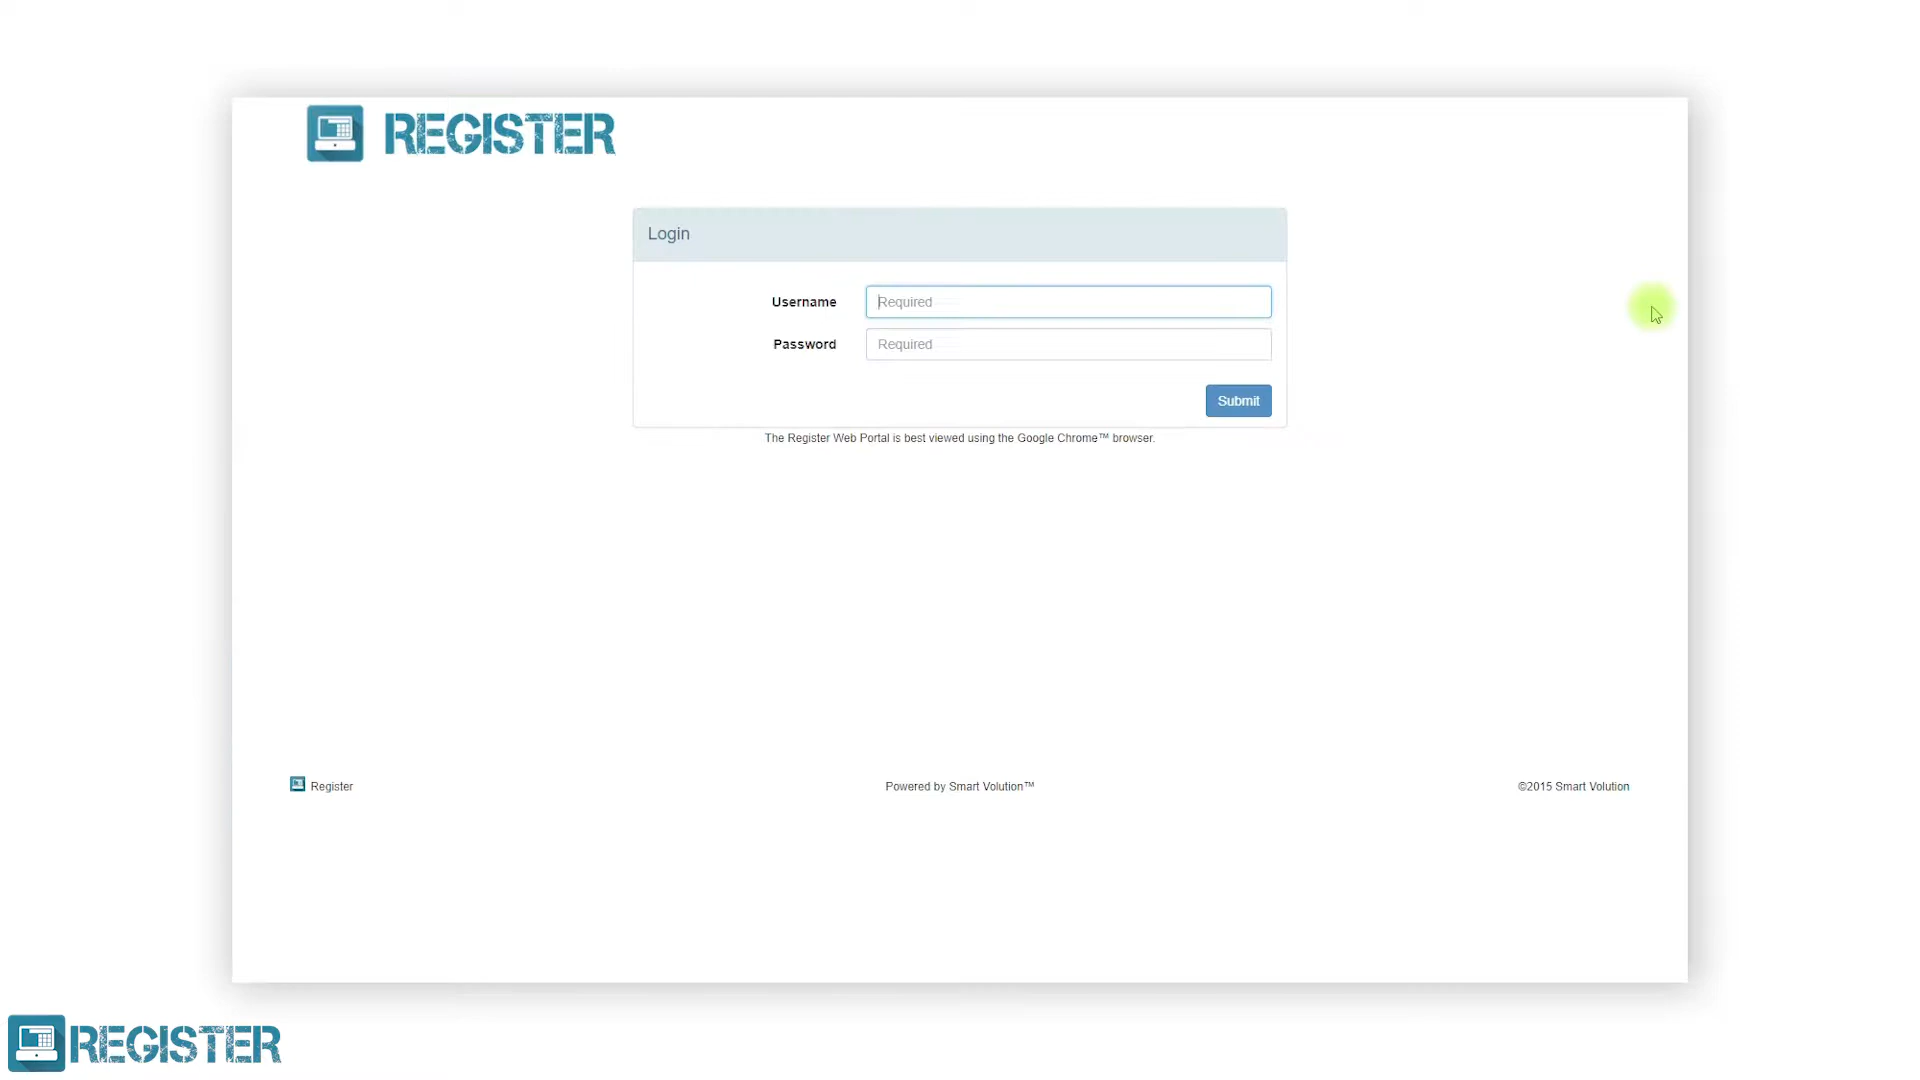 REGISTER
Login
Username Required
Password Required
Submit
The Register Web Portal is best viewed using the Google Chrome™ browser.
Register Powered by Smart Volution™ ©2015 Smart Volution
REGISTER